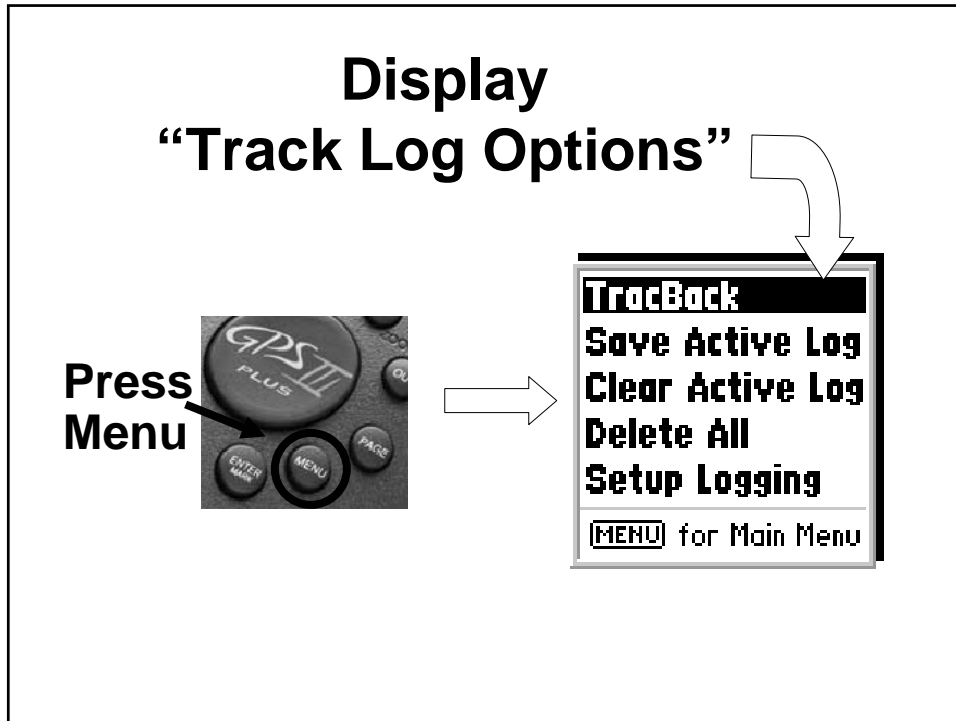 Display
“Track Log Options”
Press
Menu
GPS III
PLUS
ENTER
MARK
MENU
PAGE
TracBack
Save Active Log
Clear Active Log
Delete All
Setup Logging
MENU for Main Menu